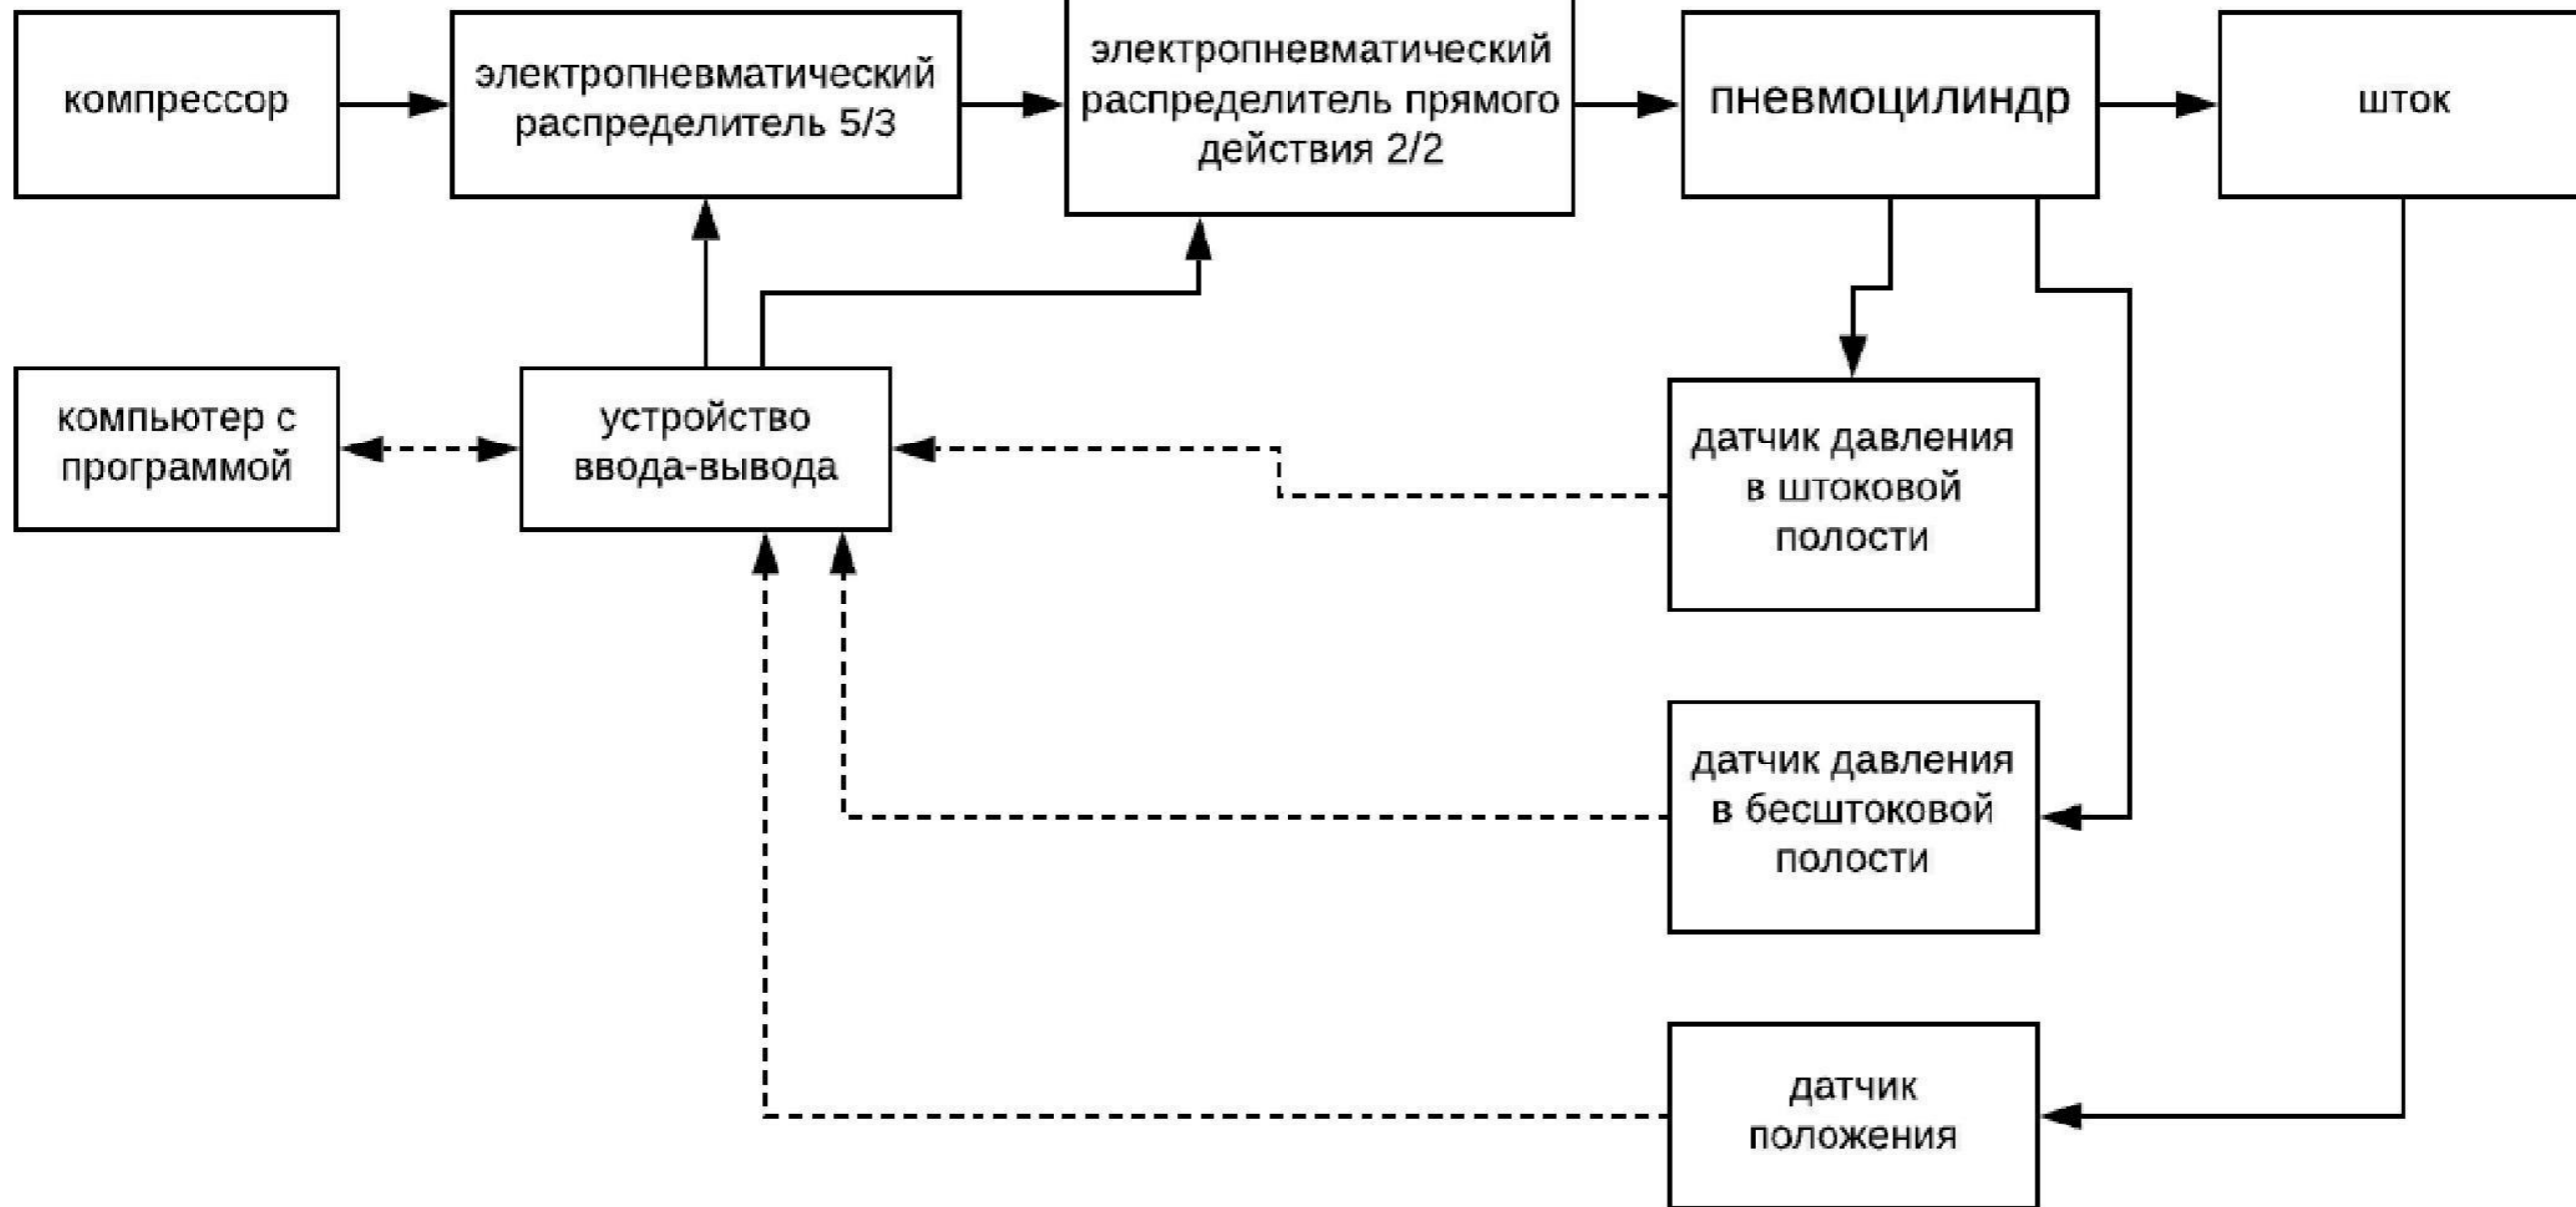 компрессор
электропневматический
распределитель 5/3
электропневматический
распределитель прямого
действия 2/2
пневмоцилиндр
шток
компьютер с
программой
устройство
ввода-вывода
датчик давления
в штоковой
полости
датчик давления
в бесштоковой
полости
датчик
положения